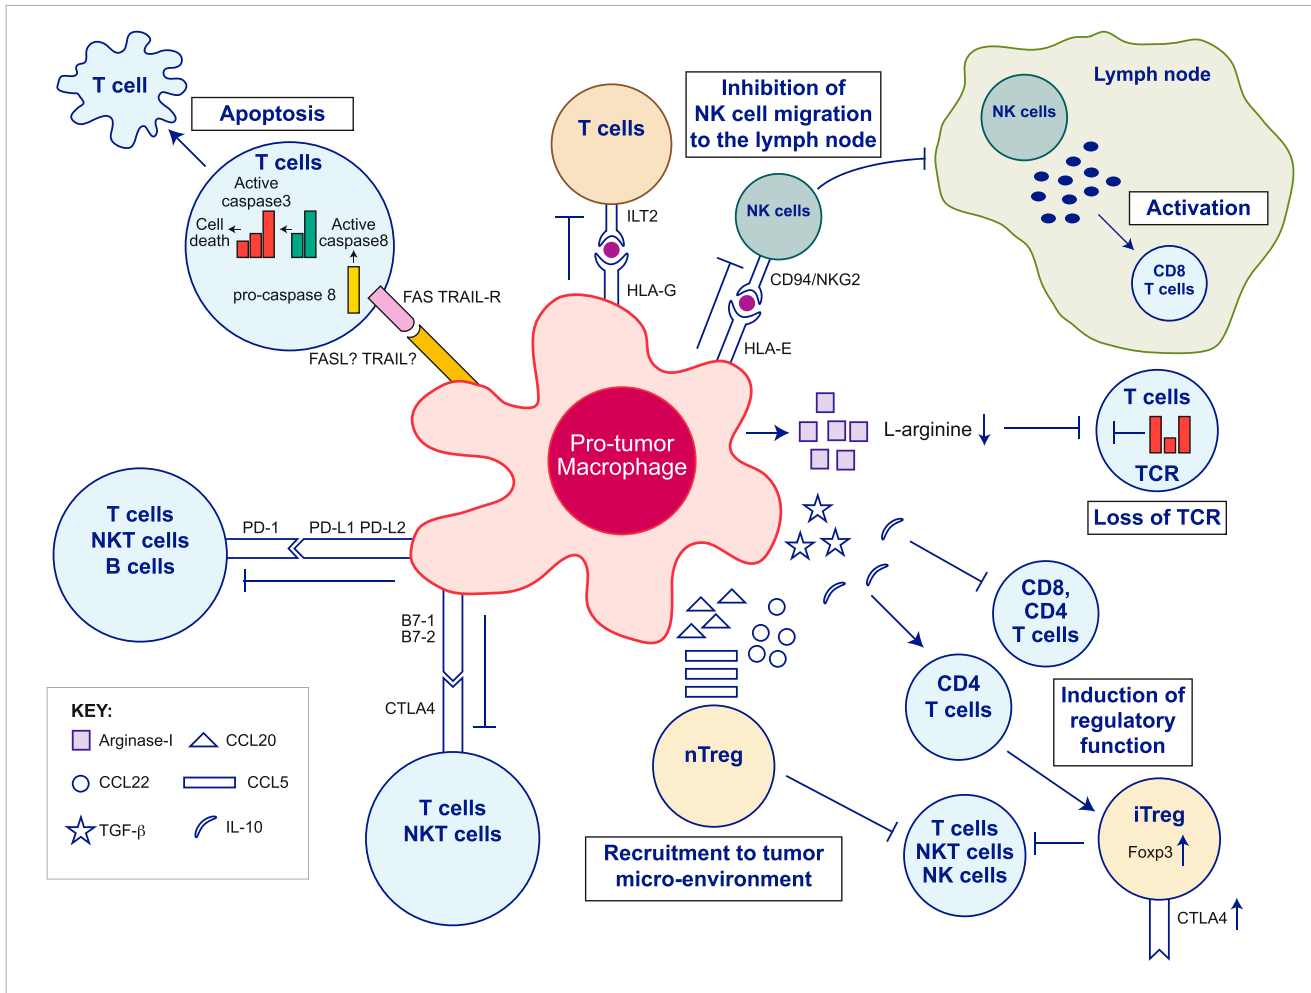 T cell
Apoptosis
T cells
Active
caspase3
Cell
death
Active
caspase8
pro-caspase 8
FAS TRAIL-R
FASL? TRAIL?
T cells
ILT2
HLA-G
Inhibition of
NK cell migration
to the lymph node
NK cells
CD94/NKG2
HLA-E
Lymph node
NK cells
Activation
CD8
T cells
Pro-tumor
Macrophage
L-arginine
T cells
TCR
Loss of TCR
T cells
NKT cells
B cells
PD-1
PD-L1 PD-L2
B7-1
B7-2
CTLA4
T cells
NKT cells
CD8,
CD4
T cells
CD4
T cells
Induction of
regulatory
function
nTreg
Recruitment to tumor
micro-environment
T cells
NKT cells
NK cells
iTreg
Foxp3
CTLA4
KEY:
Arginase-I
CCL20
CCL22
CCL5
TGF-β
IL-10